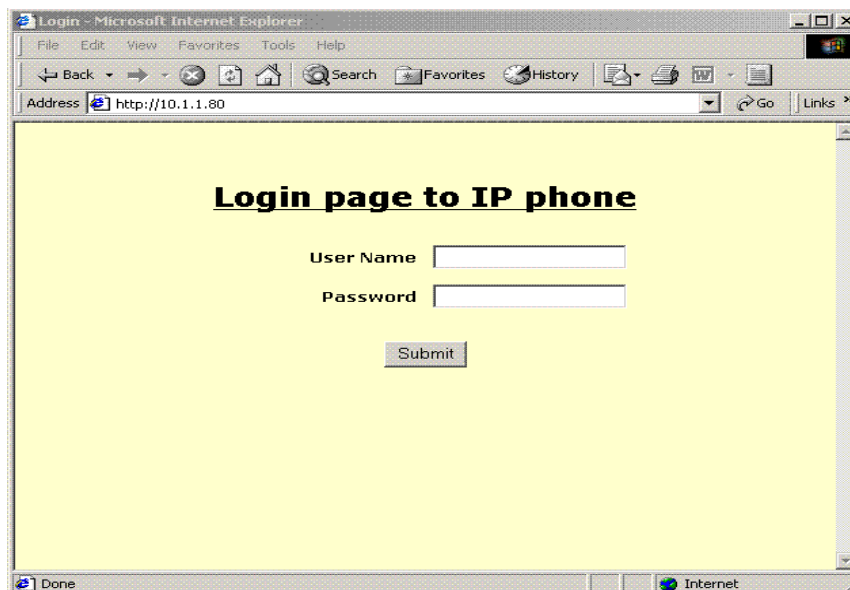 Login - Microsoft Internet Explorer
File Edit View Favorites Tools Help
Back Search Favorites History
Address http://10.1.1.80 Go Links »
Login page to IP phone
User Name
Password
Submit
Done Internet